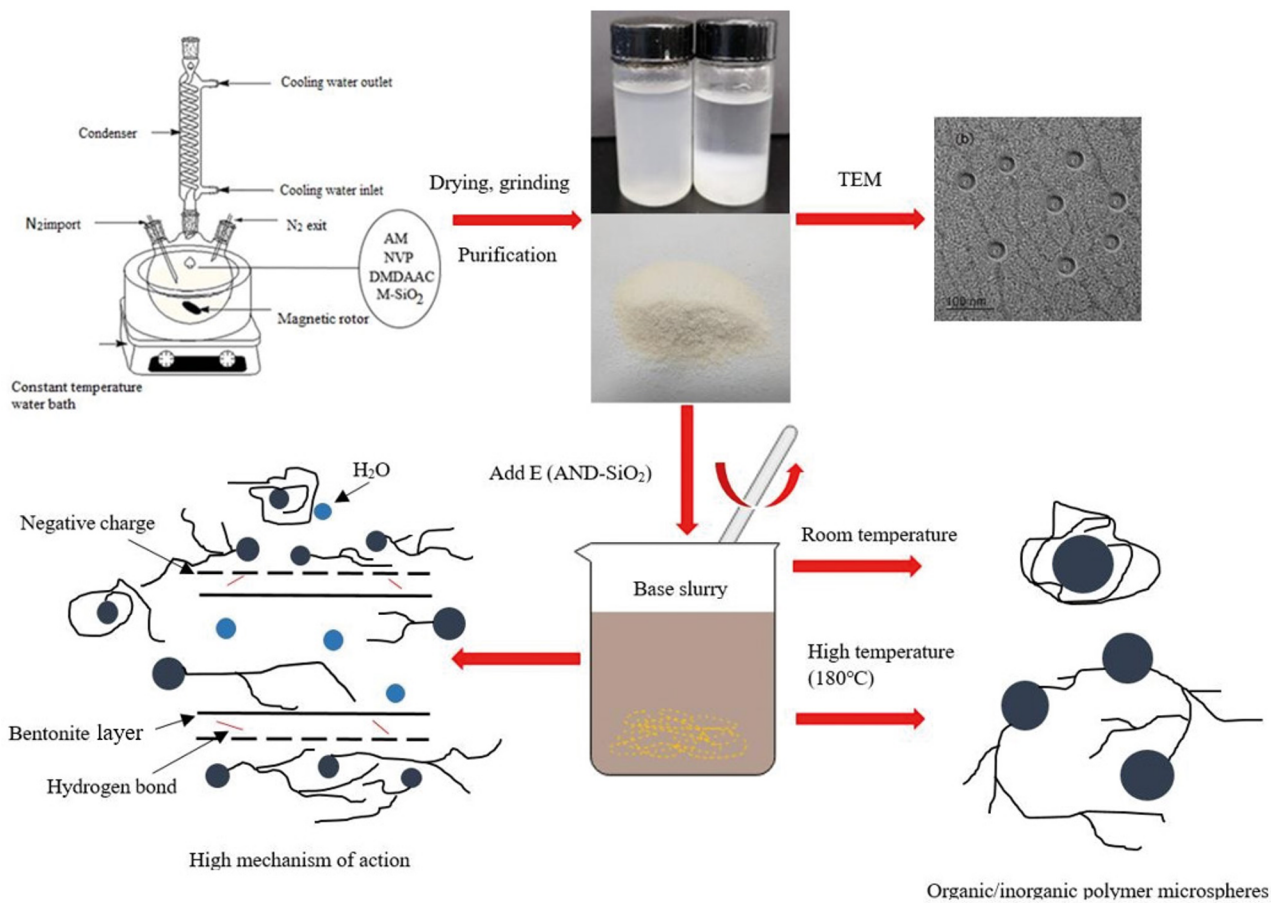 Cooling water outlet
Condenser
Cooling water inlet
N₂import
N₂ exit
AM
NVP
DMDAAC
M-SiO₂
Magnetic rotor
Constant temperature
water bath
Drying, grinding
Purification
TEM
(b)
100 nm
Add E (AND-SiO₂)
H₂O
Negative charge
Bentonite layer
Hydrogen bond
High mechanism of action
Base slurry
Room temperature
High temperature
(180°C)
Organic/inorganic polymer microspheres